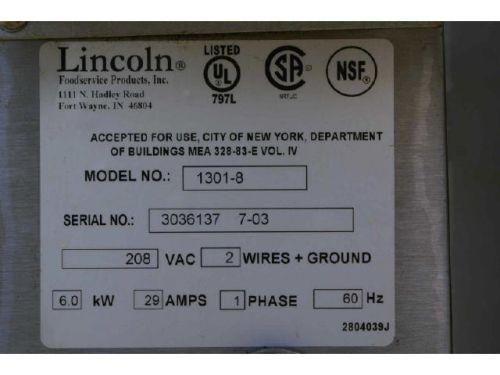 Lincoln®
Foodservice Products, Inc.
1111 N. Hadley Road
Fort Wayne, IN 46804
LISTED
UL ®
797L
SA ®
NSF®
ACCEPTED FOR USE, CITY OF NEW YORK, DEPARTMENT
OF BUILDINGS MEA 328-83-E VOL. IV
MODEL NO.: 1301-8
SERIAL NO.: 3036137 7-03
208 VAC 2 WIRES + GROUND
6.0 kW 29 AMPS 1 PHASE 60 Hz
2804039J